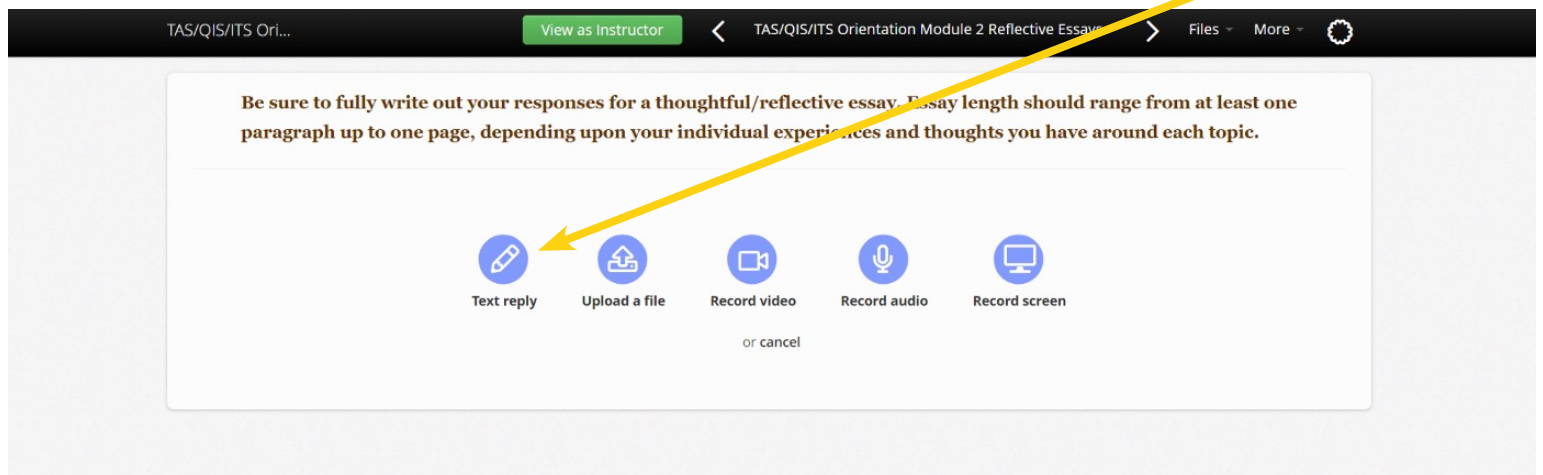 TAS/QIS/ITS Ori...
View as Instructor
TAS/QIS/ITS Orientation Module 2 Reflective Essays
Files
More
Be sure to fully write out your responses for a thoughtful/reflective essay. Essay length should range from at least one
paragraph up to one page, depending upon your individual experiences and thoughts you have around each topic.
Text reply
Upload a file
Record video
Record audio
Record screen
or cancel